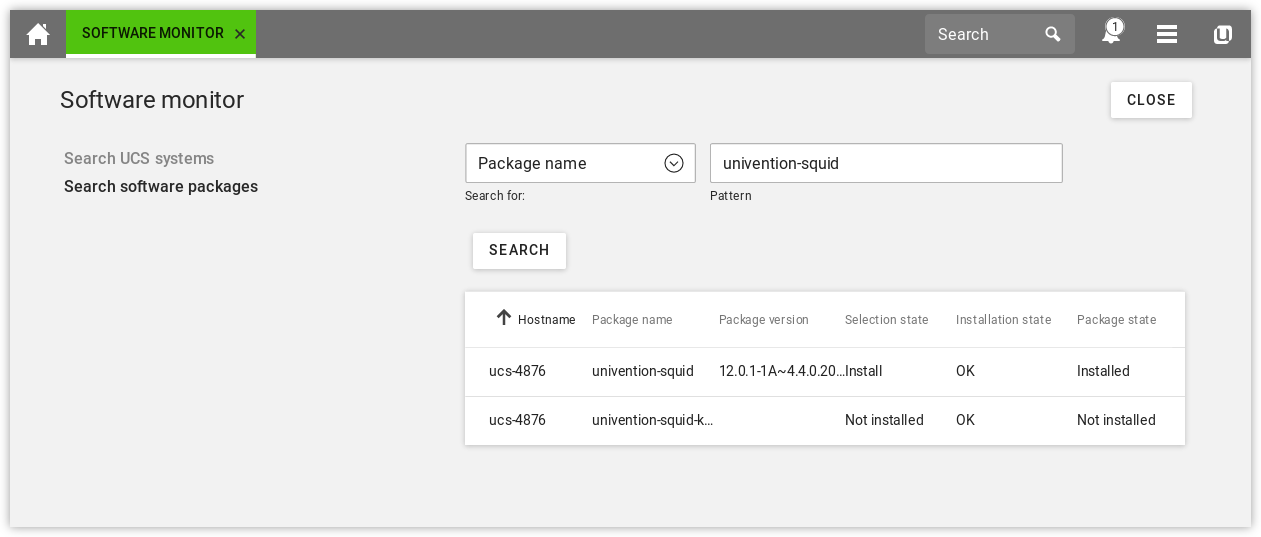 SOFTWARE MONITOR
Search
1
Software monitor
CLOSE
Search UCS systems
Search software packages
Package name
univention-squid
Search for:
Pattern
SEARCH
Hostname Package name Package version Selection state Installation state Package state
ucs-4876 univention-squid 12.0.1-1A~4.4.0.20... Install OK Installed
ucs-4876 univention-squid-k... Not installed OK Not installed